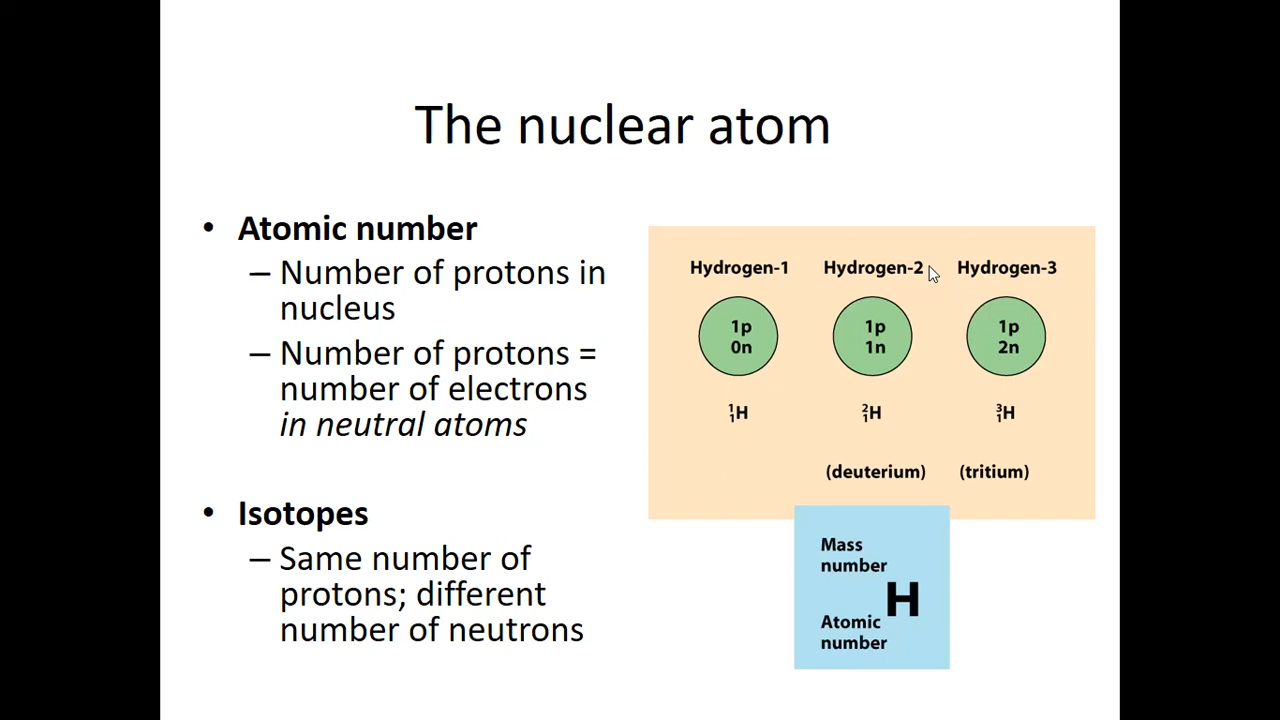 The nuclear atom
• Atomic number
– Number of protons in
nucleus
– Number of protons =
number of electrons
in neutral atoms
• Isotopes
– Same number of
protons; different
number of neutrons
Hydrogen-1 Hydrogen-2 Hydrogen-3
1p 1p 1p
0n 1n 2n
¹₁H ²₁H ³₁H
(deuterium) (tritium)
Mass
number
H
Atomic
number